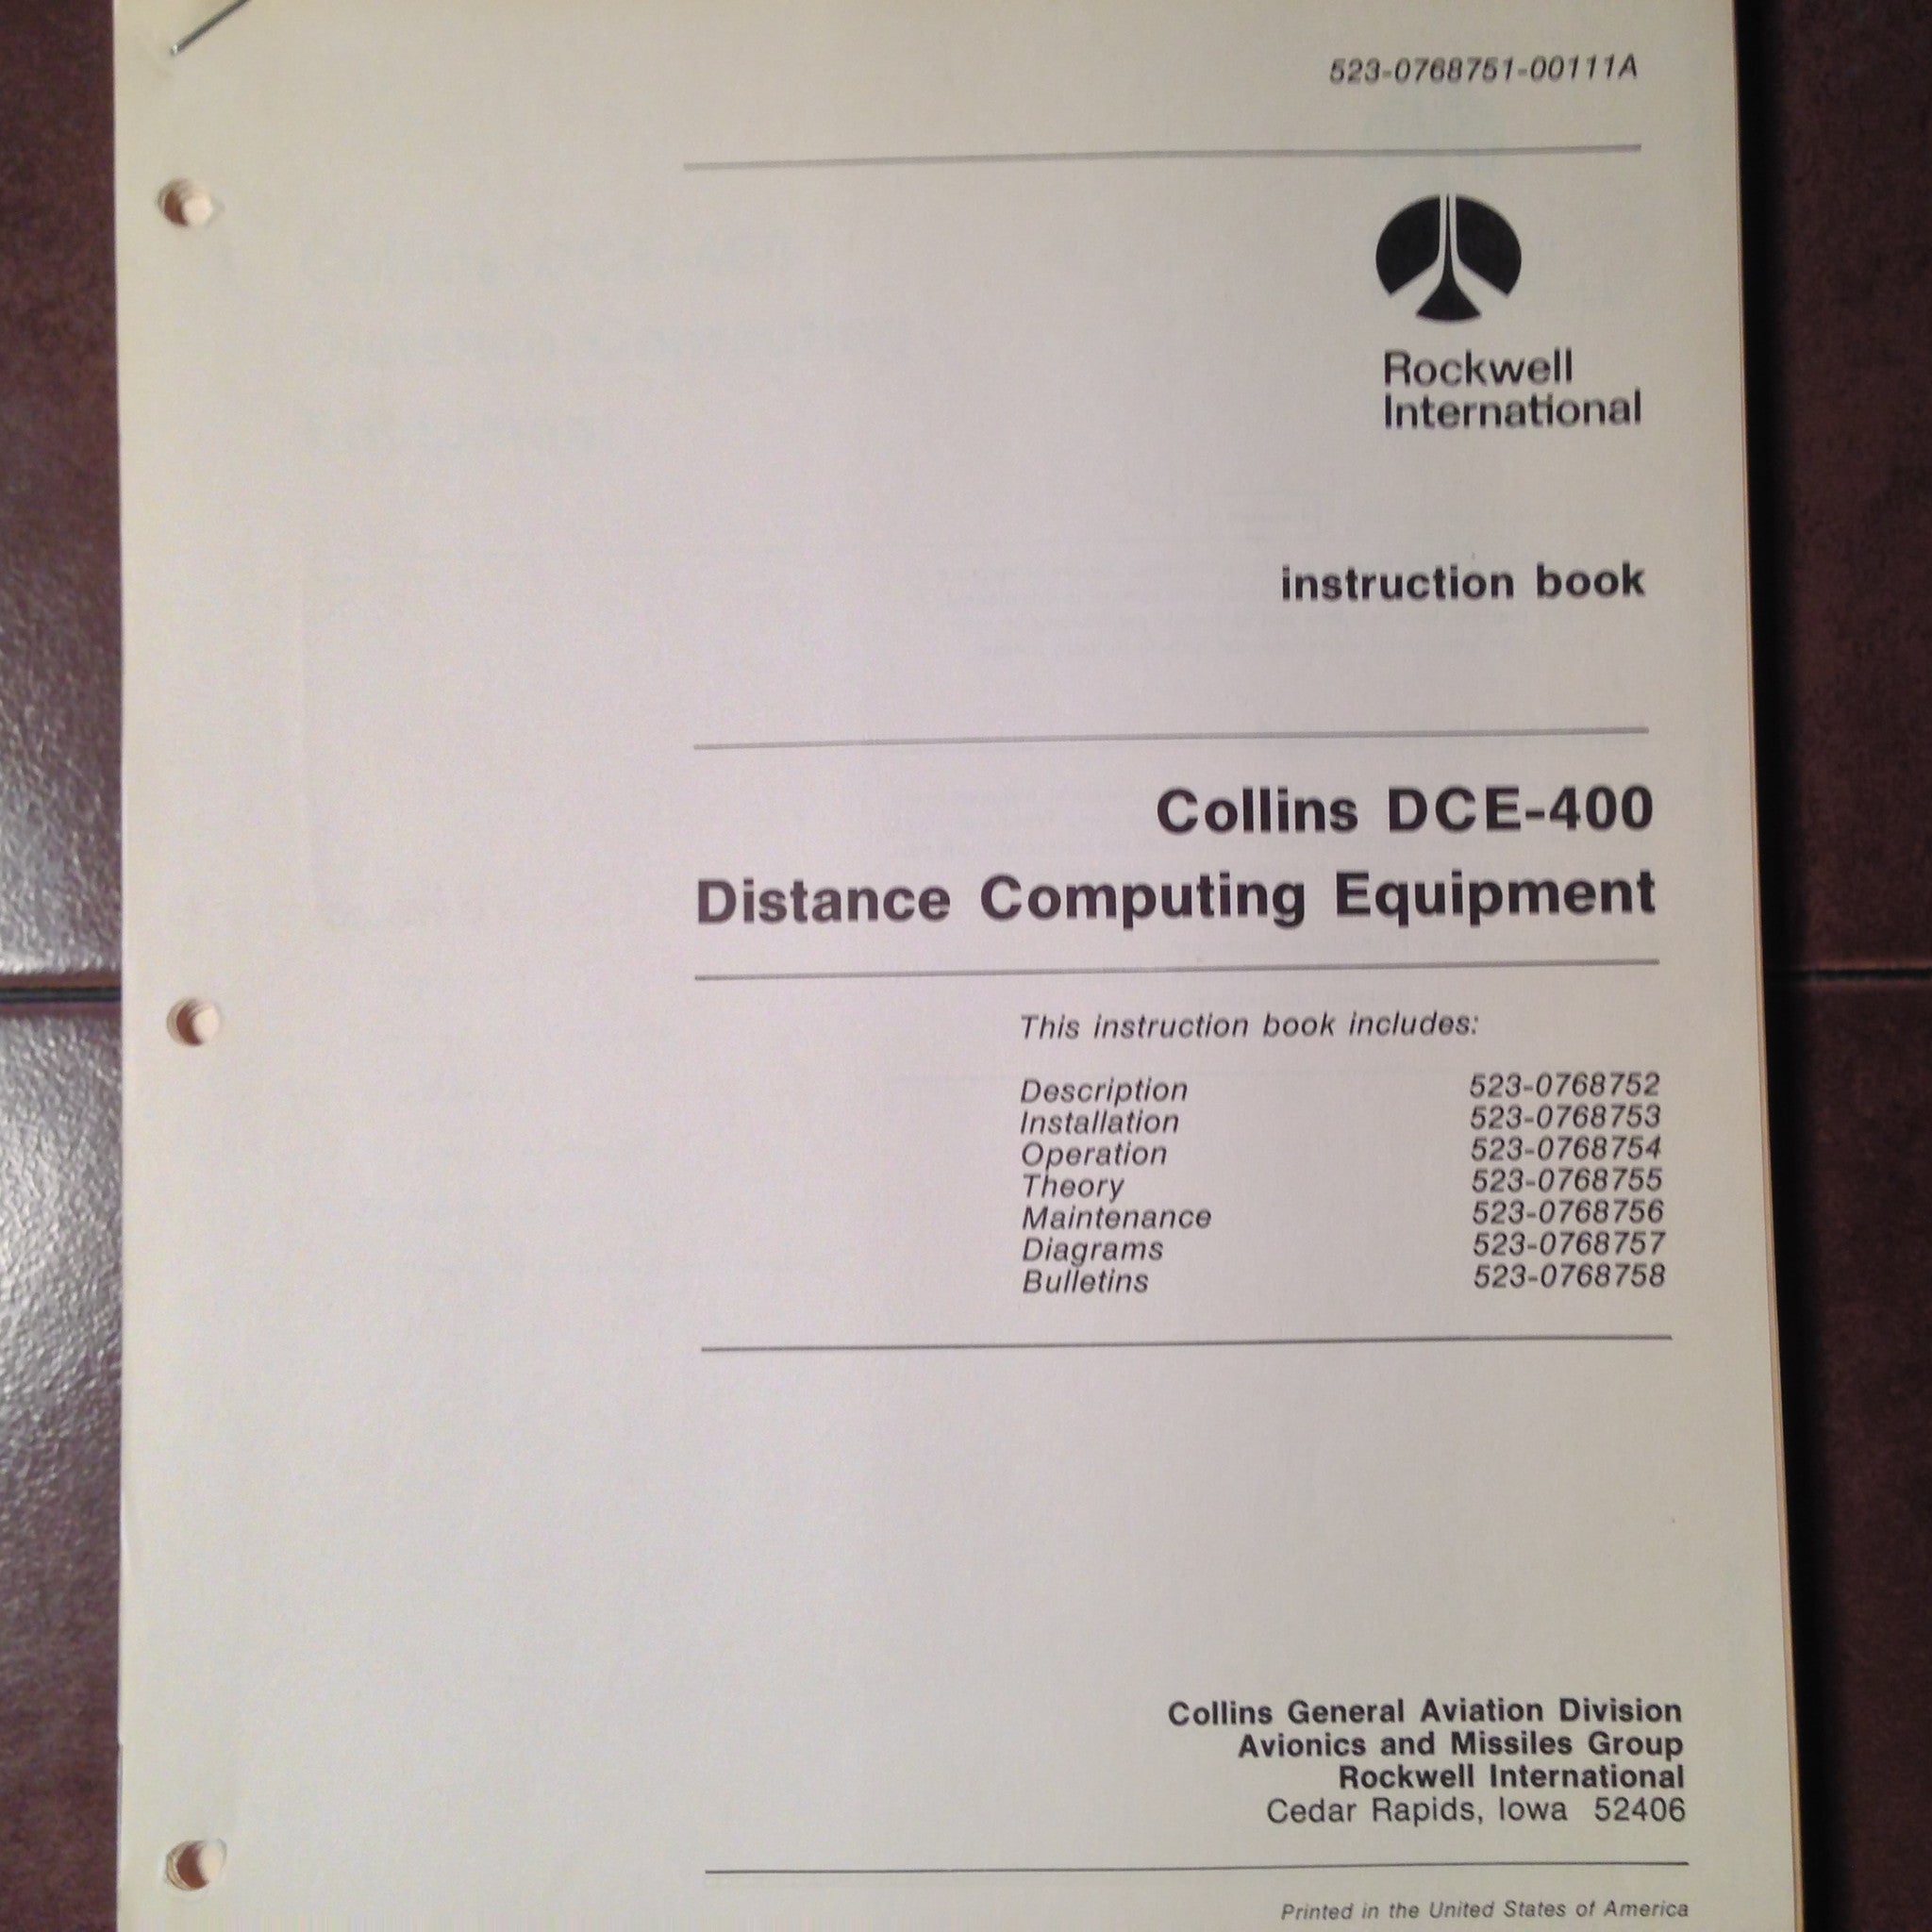 523-0768751-00111A
Rockwell
International
instruction book
Collins DCE-400
Distance Computing Equipment
This instruction book includes:
Description 523-0768752
Installation 523-0768753
Operation 523-0768754
Theory 523-0768755
Maintenance 523-0768756
Diagrams 523-0768757
Bulletins 523-0768758
Collins General Aviation Division
Avionics and Missiles Group
Rockwell International
Cedar Rapids, Iowa 52406
Printed in the United States of America